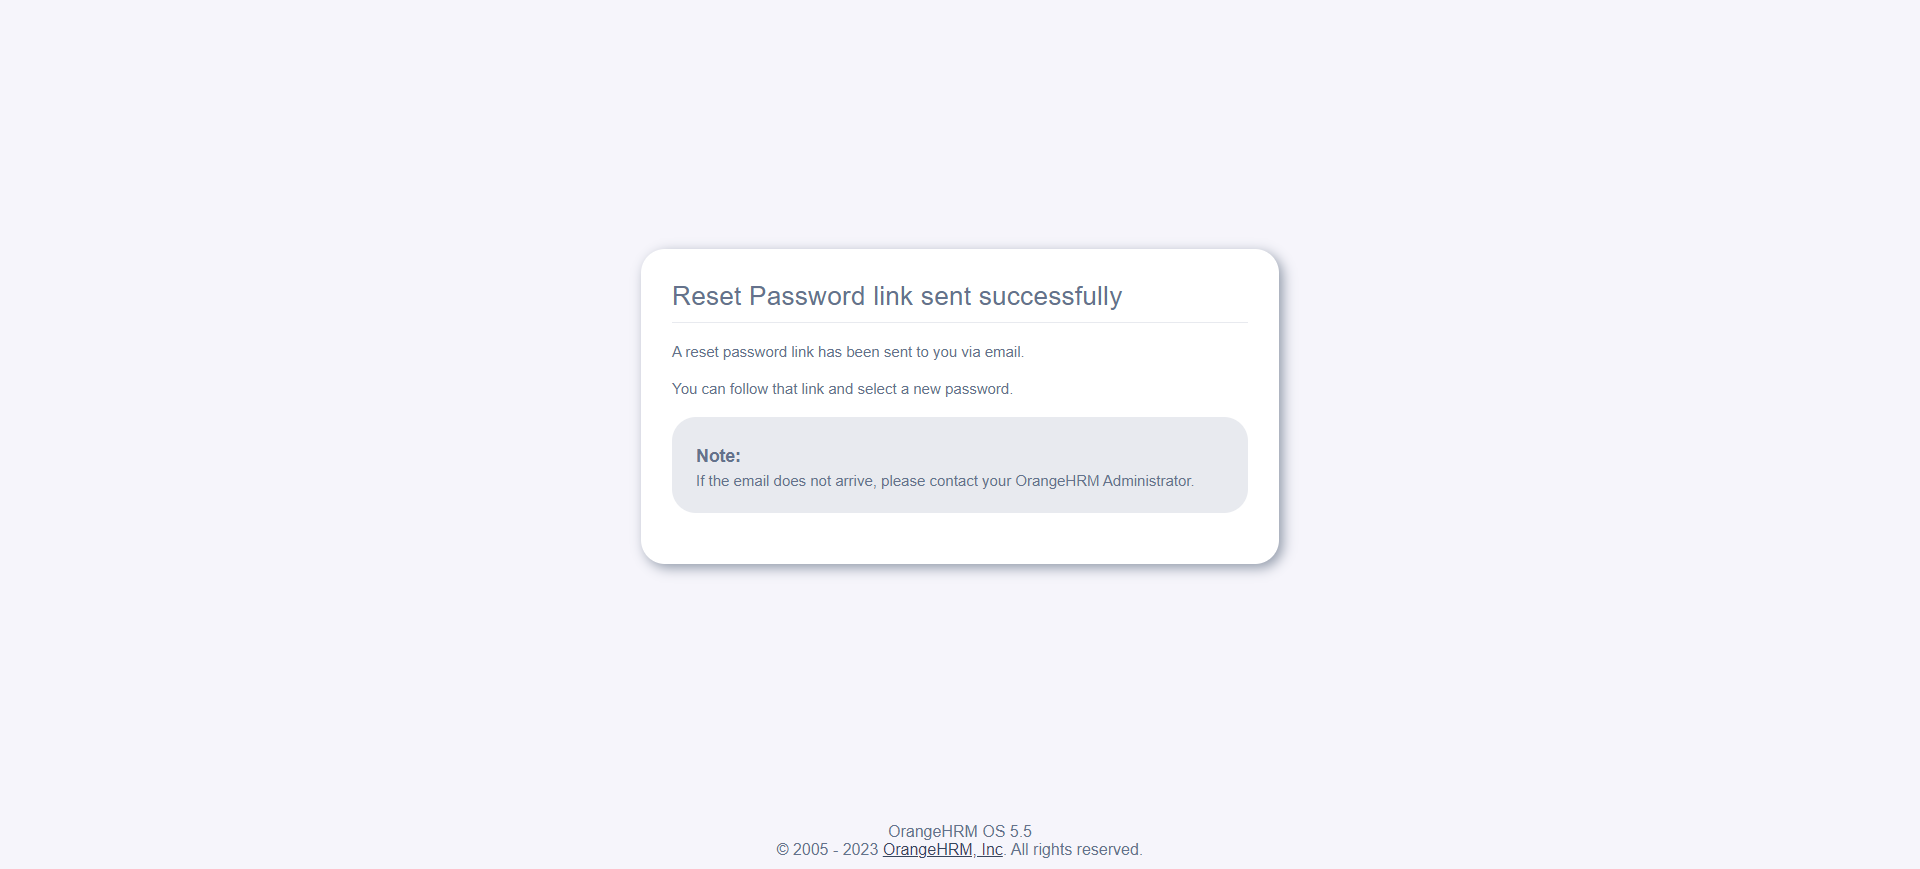 Reset Password link sent successfully
A reset password link has been sent to you via email.
You can follow that link and select a new password.
Note:
If the email does not arrive, please contact your OrangeHRM Administrator.
OrangeHRM OS 5.5
© 2005 - 2023 OrangeHRM, Inc. All rights reserved.